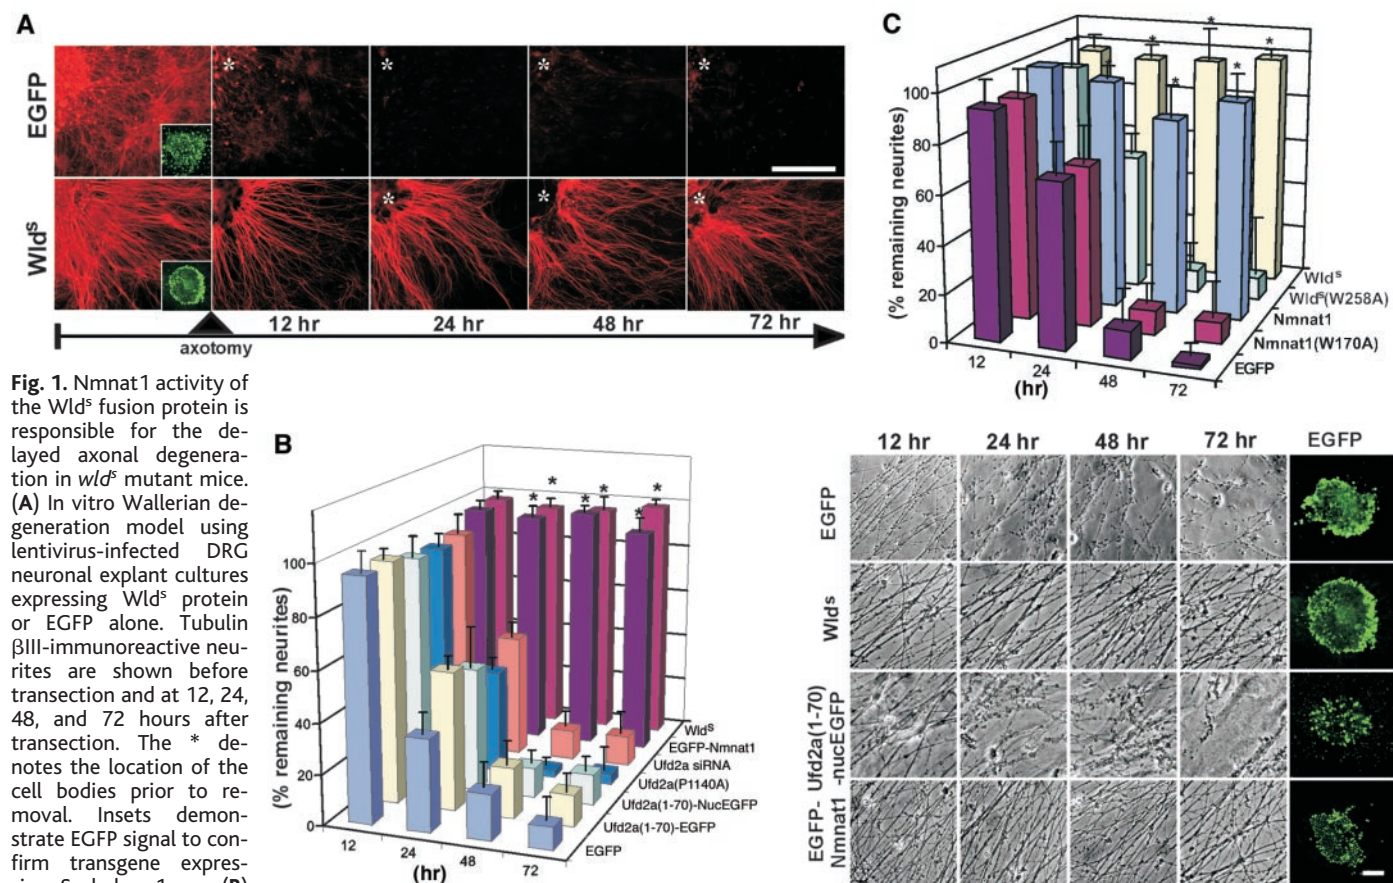 A
EGFP
Wldˢ
12 hr 24 hr 48 hr 72 hr
axotomy
Fig. 1. Nmnat1 activity of
the Wldˢ fusion protein is
responsible for the de-
layed axonal degenera-
tion in wldˢ mutant mice.
(A) In vitro Wallerian de-
generation model using
lentivirus-infected DRG
neuronal explant cultures
expressing Wldˢ protein
or EGFP alone. Tubulin
βIII-immunoreactive neu-
rites are shown before
transection and at 12, 24,
48, and 72 hours after
transection. The * de-
notes the location of the
cell bodies prior to re-
moval. Insets demon-
strate EGFP signal to con-
firm transgene expres-
B
(% remaining neurites)
100
80
60
40
20
0
12
24
48
72
(hr)
Wldˢ
EGFP-Nmnat1
Ufd2a siRNA
Ufd2a(P1140A)
Ufd2a(1-70)-NucEGFP
Ufd2a(1-70)-EGFP
EGFP
C
(% remaining neurites)
100
80
60
40
20
0
12
24
48
72
(hr)
Wldˢ
Wldˢ(W258A)
Nmnat1
Nmnat1(W170A)
EGFP
12 hr 24 hr 48 hr 72 hr EGFP
EGFP
Wldˢ
Ufd2a(1-70)
-nucEGFP
EGFP-
Nmnat1